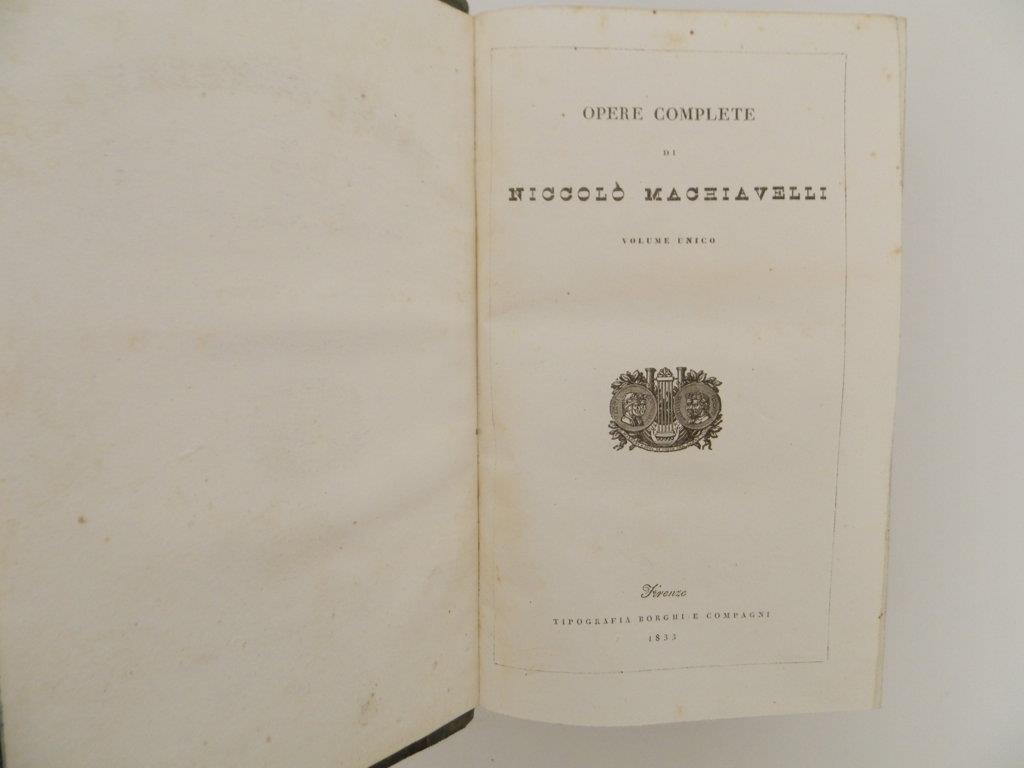 OPERE COMPLETE
DI
NICCOLÒ MACHIAVELLI
VOLUME UNICO
Firenze
TIPOGRAFIA BORGHI E COMPAGNI
1833